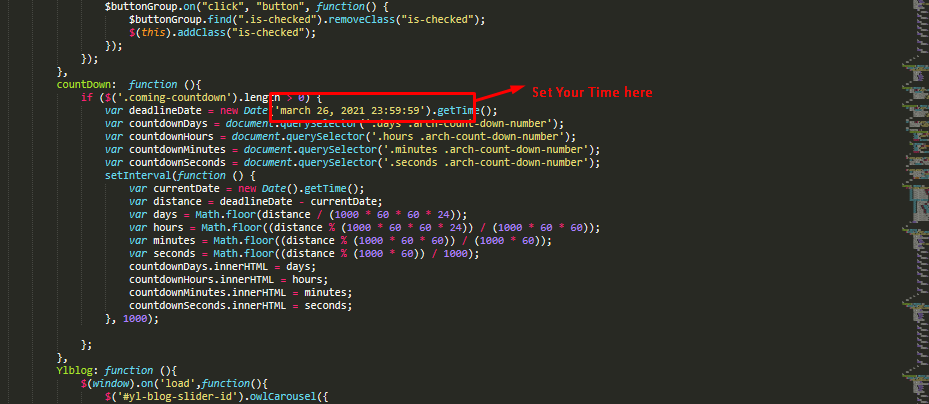 $buttonGroup.on("click", "button", function() {
$buttonGroup.find(".is-checked").removeClass("is-checked");
$(this).addClass("is-checked");
});
});
},
countDown:  function (){
if ($('.coming-countdown').length > 0) {
var deadlineDate = new Date('march 26, 2021 23:59:59').getTime();
Set Your Time here
var countdownDays = document.querySelector('.days .arch-count-down-number');
var countdownHours = document.querySelector('.hours .arch-count-down-number');
var countdownMinutes = document.querySelector('.minutes .arch-count-down-number');
var countdownSeconds = document.querySelector('.seconds .arch-count-down-number');
setInterval(function () {
var currentDate = new Date().getTime();
var distance = deadlineDate - currentDate;
var days = Math.floor(distance / (1000 * 60 * 60 * 24));
var hours = Math.floor((distance % (1000 * 60 * 60 * 24)) / (1000 * 60 * 60));
var minutes = Math.floor((distance % (1000 * 60 * 60)) / (1000 * 60));
var seconds = Math.floor((distance % (1000 * 60)) / 1000);
countdownDays.innerHTML = days;
countdownHours.innerHTML = hours;
countdownMinutes.innerHTML = minutes;
countdownSeconds.innerHTML = seconds;
}, 1000);
};
},
Ylblog: function (){
$(window).on('load',function(){
$('#yl-blog-slider-id').owlCarousel({